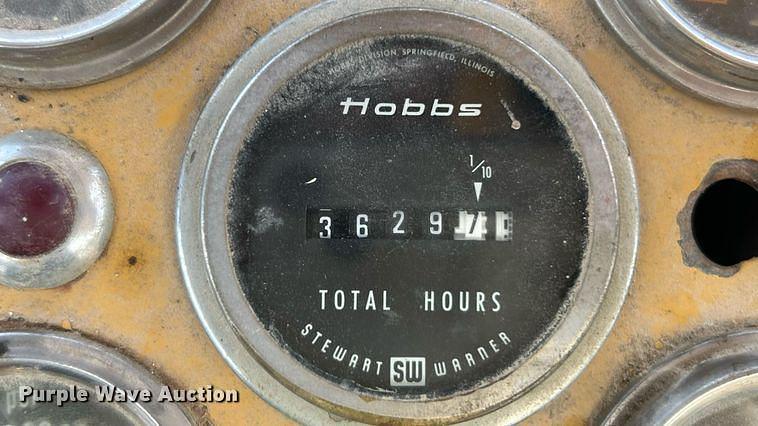 HOBBS DIVISION, SPRINGFIELD, ILLINOIS
Hobbs
1/10
3 6 2 9 7
TOTAL HOURS
STEWART SW WARNER
Purple Wave Auction